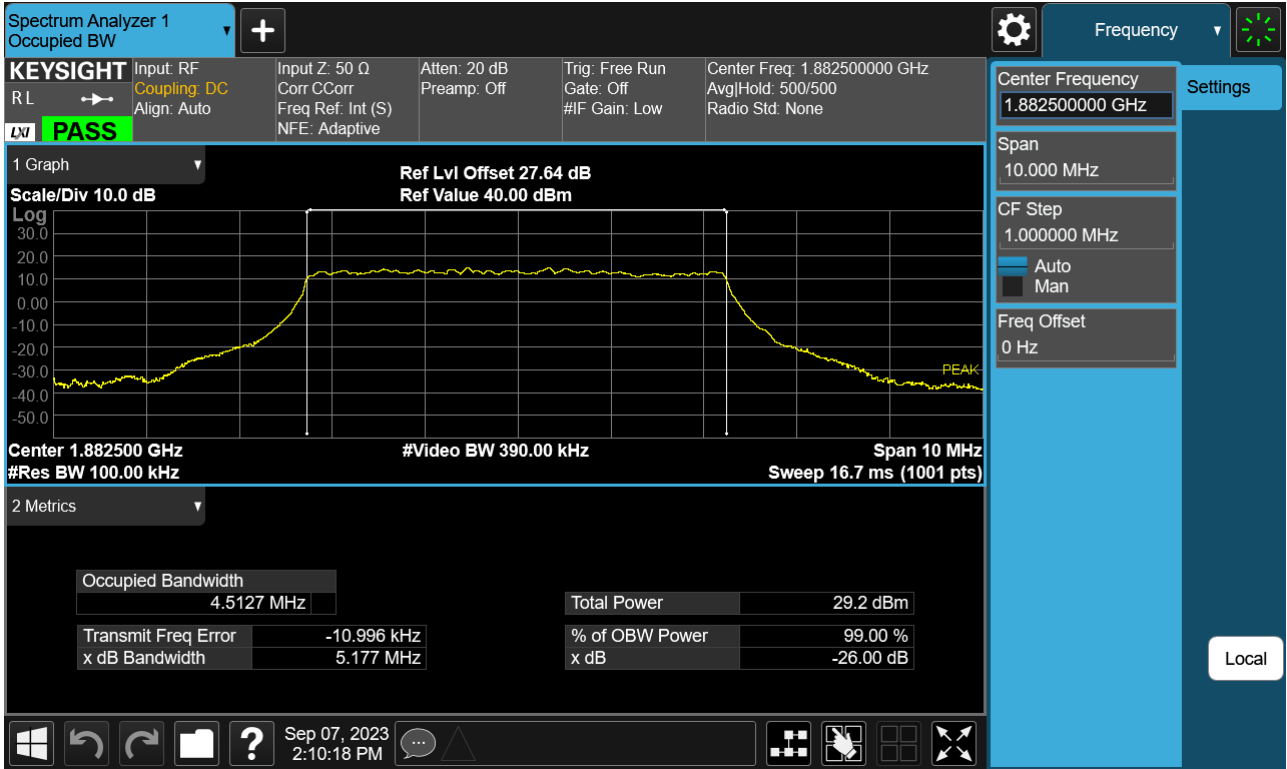 Spectrum Analyzer 1
Occupied BW
Frequency
KEYSIGHT
R L
LXI
PASS
Input: RF
Coupling: DC
Align: Auto
Input Z: 50 Ω
Corr CCorr
Freq Ref: Int (S)
NFE: Adaptive
Atten: 20 dB
Preamp: Off
Trig: Free Run
Gate: Off
#IF Gain: Low
Center Freq: 1.882500000 GHz
Avg|Hold: 500/500
Radio Std: None
1 Graph
Scale/Div 10.0 dB
Ref Lvl Offset 27.64 dB
Ref Value 40.00 dBm
Log
30.0
20.0
10.0
0.00
-10.0
-20.0
-30.0
-40.0
-50.0
PEAK
Center 1.882500 GHz
#Video BW 390.00 kHz
Span 10 MHz
#Res BW 100.00 kHz
Sweep 16.7 ms (1001 pts)
2 Metrics
Occupied Bandwidth
4.5127 MHz
Total Power 29.2 dBm
Transmit Freq Error -10.996 kHz
% of OBW Power 99.00 %
x dB Bandwidth 5.177 MHz
x dB -26.00 dB
Center Frequency
1.882500000 GHz
Settings
Span
10.000 MHz
CF Step
1.000000 MHz
Auto
Man
Freq Offset
0 Hz
Local
?
Sep 07, 2023
2:10:18 PM